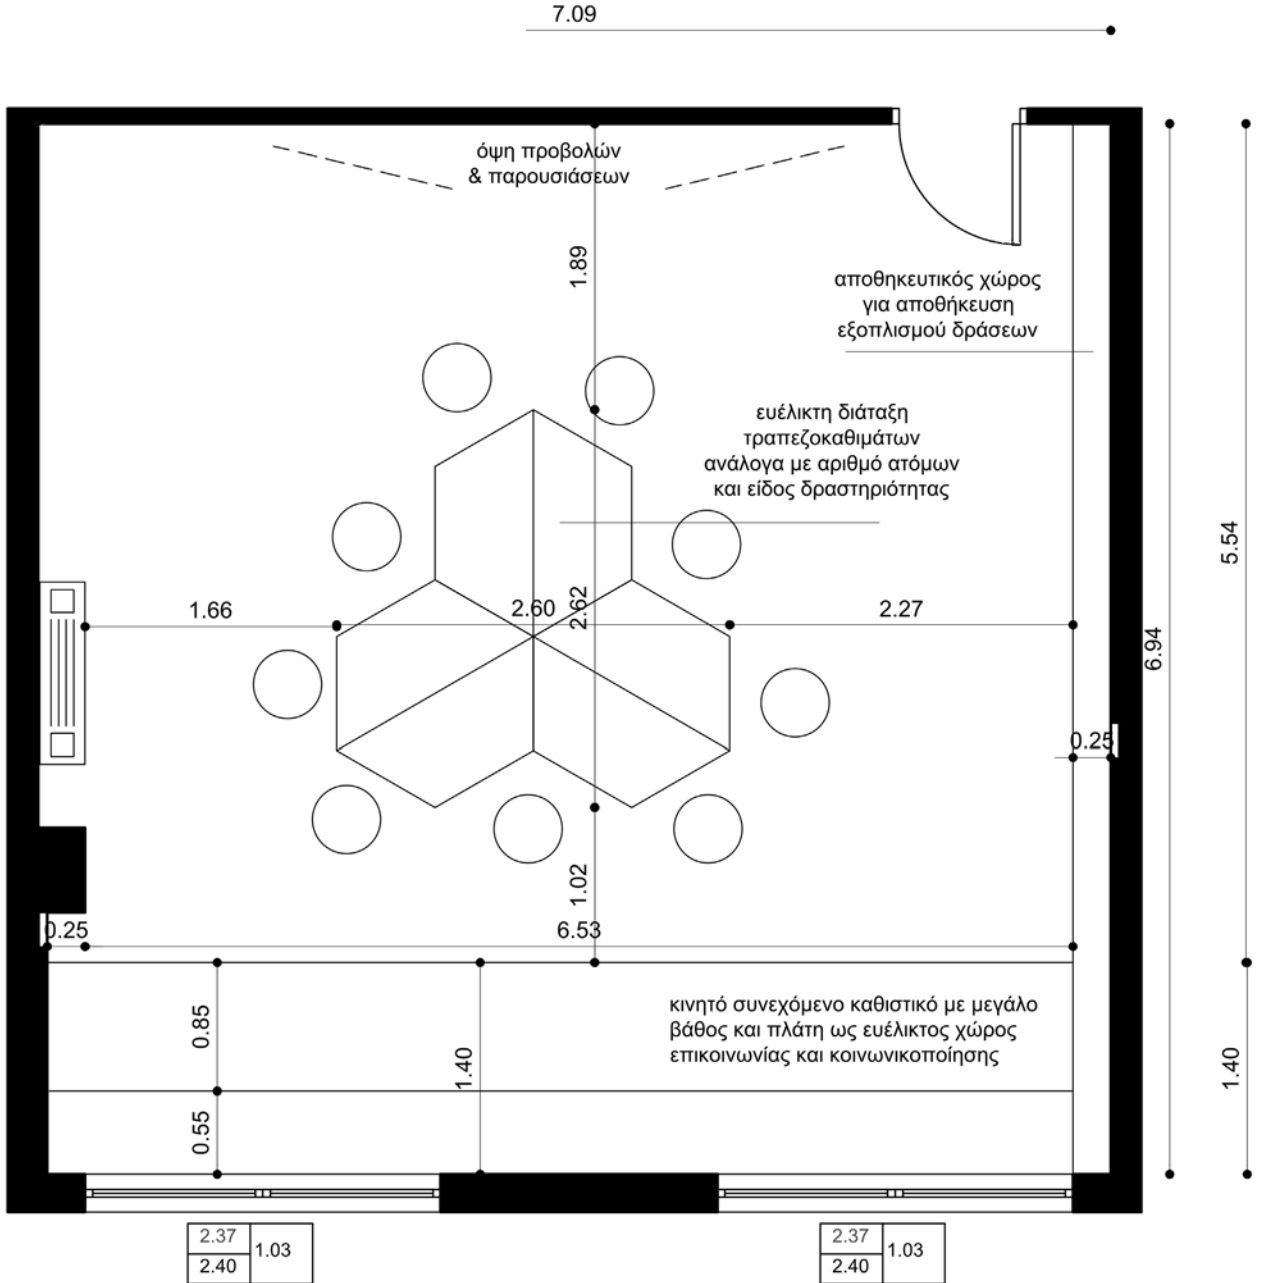 7.09
όψη προβολών
& παρουσιάσεων
1.89
αποθηκευτικός χώρος
για αποθήκευση
εξοπλισμού δράσεων
ευέλικτη διάταξη
τραπεζοκαθιμάτων
ανάλογα με αριθμό ατόμων
και είδος δραστηριότητας
5.54
1.66
2.60
2.62
2.27
6.94
0.25
1.02
0.25
6.53
κινητό συνεχόμενο καθιστικό με μεγάλο
βάθος και πλάτη ως ευέλικτος χώρος
επικοινωνίας και κοινωνικοποίησης
0.85
1.40
1.40
0.55
2.37
1.03
2.40
2.37
1.03
2.40